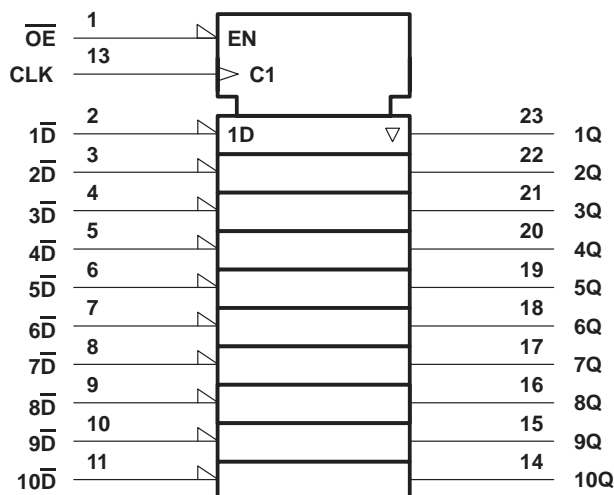 O̅E̅ 1 EN
CLK 13 C1
1D̅ 2 1D 23 1Q
2D̅ 3 22 2Q
3D̅ 4 21 3Q
4D̅ 5 20 4Q
5D̅ 6 19 5Q
6D̅ 7 18 6Q
7D̅ 8 17 7Q
8D̅ 9 16 8Q
9D̅ 10 15 9Q
10D̅ 11 14 10Q